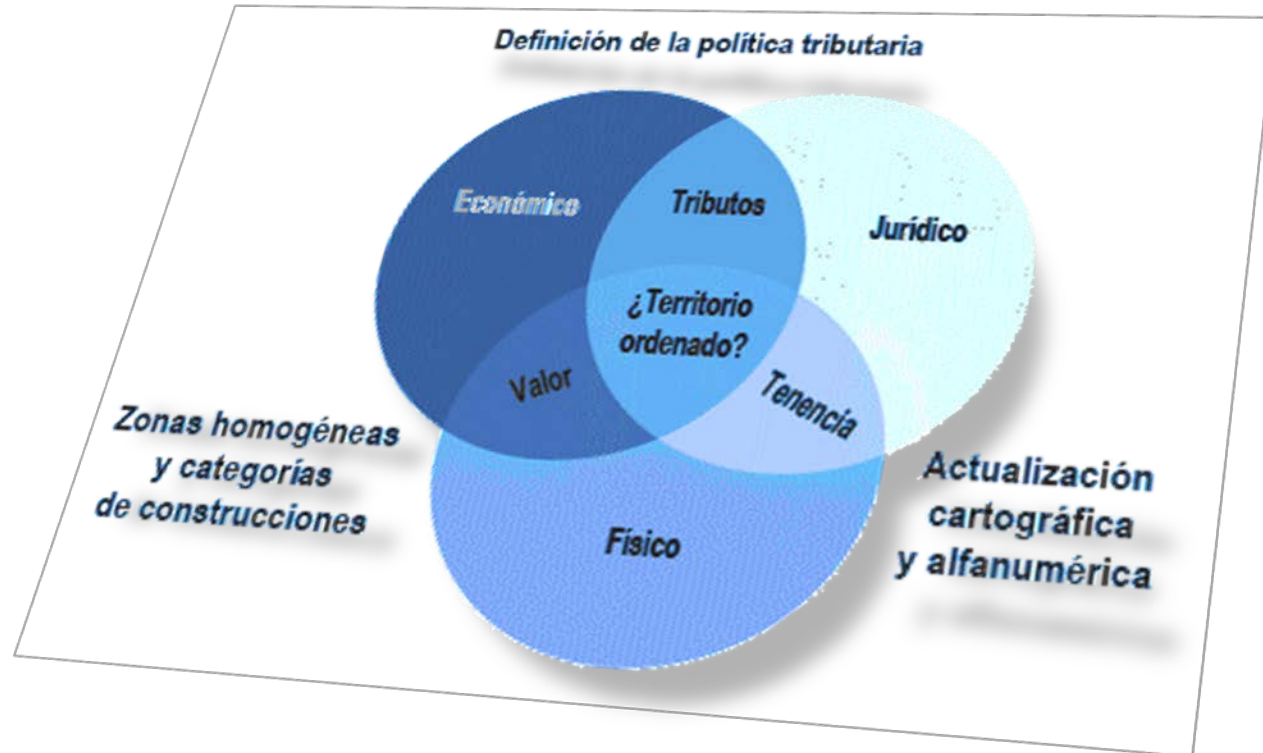 Definición de la política tributaria
Económico
Tributos
Jurídico
¿Territorio
ordenado?
Valor
Tenencia
Zonas homogéneas
y categorías
de construcciones
Actualización
cartográfica
y alfanumérica
Físico